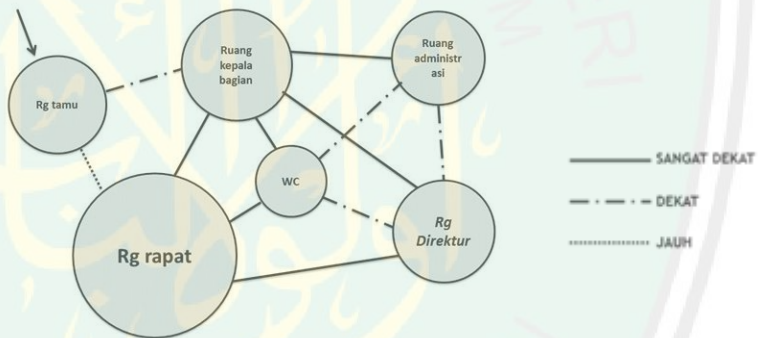 Ruang
kepala
bagian
Ruang
administr
asi
Rg tamu
WC
Rg
Direktur
Rg rapat
SANGAT DEKAT
DEKAT
JAUH